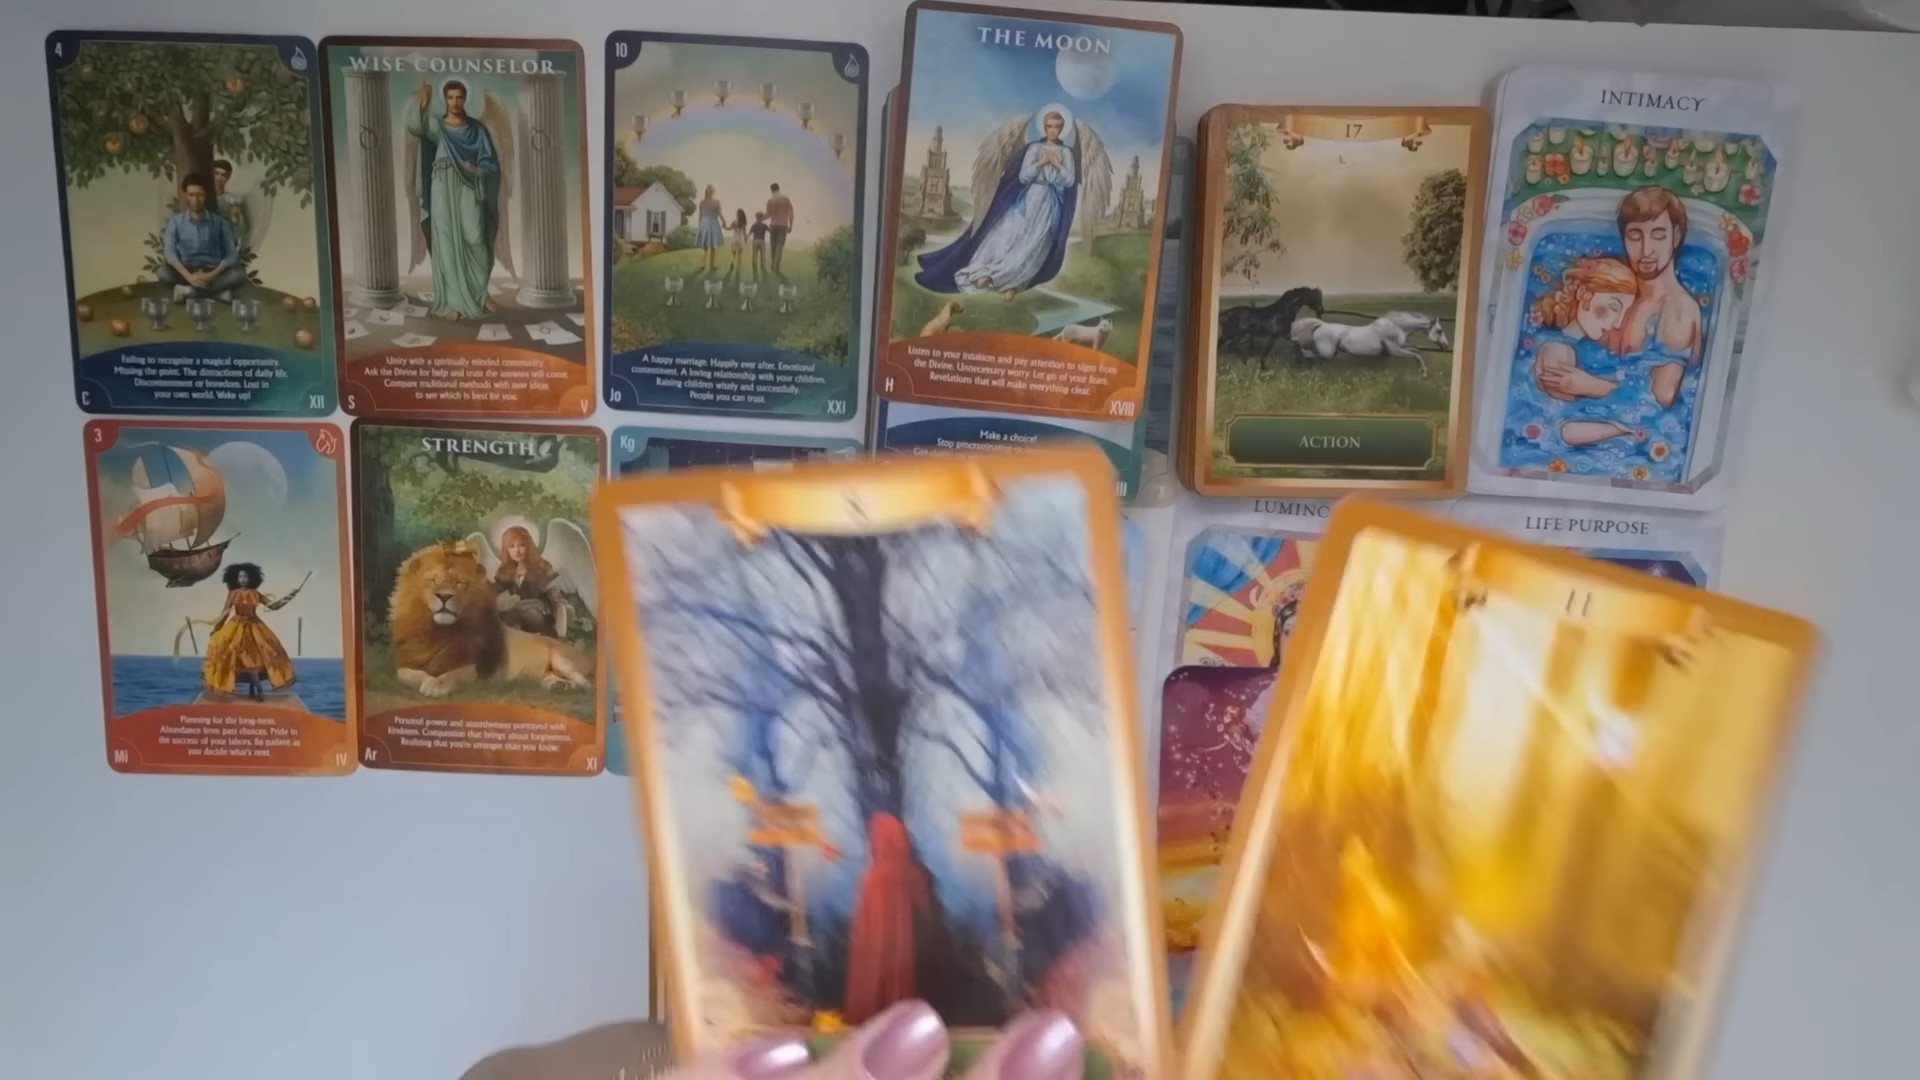 4
Failing to recognize a magical opportunity.
Missing the point. The distractions of daily life.
Discontentment or boredom. Lost in
your own world. Wake up!
C
XII
WISE COUNSELOR
Unity with a spiritually minded community.
Ask the Divine for help and trust the answers will come.
Compare traditional methods with new ideas
to see which is best for you.
S
V
10
A happy marriage. Happily ever after. Emotional
contentment. A loving relationship with your children.
Raising children wisely and successfully.
People you can trust.
Jo
XXI
THE MOON
Listen to your intuition and pay attention to signs from
the Divine. Unnecessary worry. Let go of your fears.
Revelations that will make everything clear.
H
XVIII
17
ACTION
INTIMACY
3
Planning for the long-term.
Abundance from past choices. Pride in
the success of your labors. Be patient as
you decide what's next.
Mi
IV
STRENGTH
Personal power and assertiveness portrayed with
kindness. Compassion that brings about forgiveness.
Realizing that you're stronger than you know.
Ar
XI
Kg
Make a choice!
Stop procrastinating
III
LUMINO
LIFE PURPOSE
11